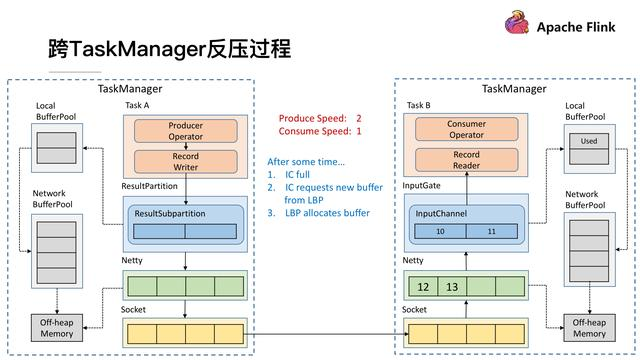 Apache Flink
跨TaskManager反压过程
TaskManager
Local
BufferPool
Task A
Producer
Operator
Record
Writer
ResultPartition
ResultSubpartition
Network
BufferPool
Netty
Socket
Off-heap
Memory
Produce Speed: 2
Consume Speed: 1
After some time...
1. IC full
2. IC requests new buffer
from LBP
3. LBP allocates buffer
TaskManager
Task B
Consumer
Operator
Record
Reader
InputGate
InputChannel
10 11
Netty
12 13
Socket
Local
BufferPool
Used
Network
BufferPool
Off-heap
Memory